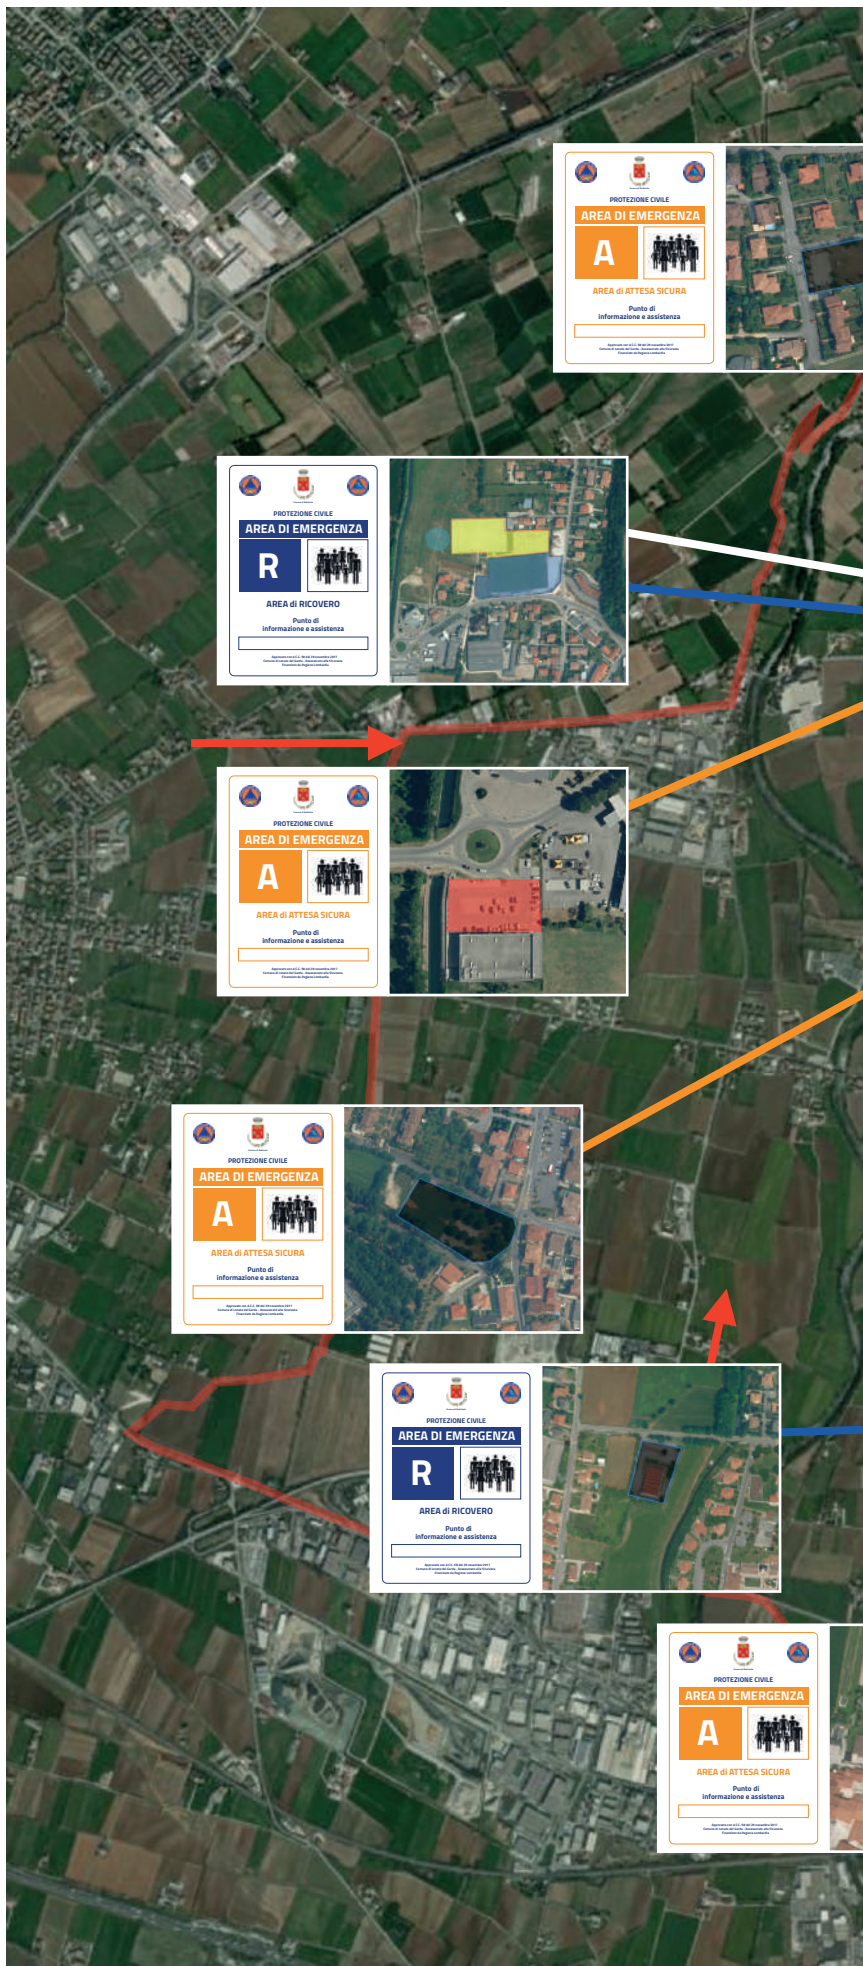 PROTEZIONE CIVILE
AREA DI EMERGENZA
A
AREA di ATTESA SICURA
Punto di
informazione e assistenza
PROTEZIONE CIVILE
AREA DI EMERGENZA
R
AREA di RICOVERO
Punto di
informazione e assistenza
PROTEZIONE CIVILE
AREA DI EMERGENZA
A
AREA di ATTESA SICURA
Punto di
informazione e assistenza
PROTEZIONE CIVILE
AREA DI EMERGENZA
A
AREA di ATTESA SICURA
Punto di
informazione e assistenza
PROTEZIONE CIVILE
AREA DI EMERGENZA
R
AREA di RICOVERO
Punto di
informazione e assistenza
PROTEZIONE CIVILE
AREA DI EMERGENZA
A
AREA di ATTESA SICURA
Punto di
informazione e assistenza